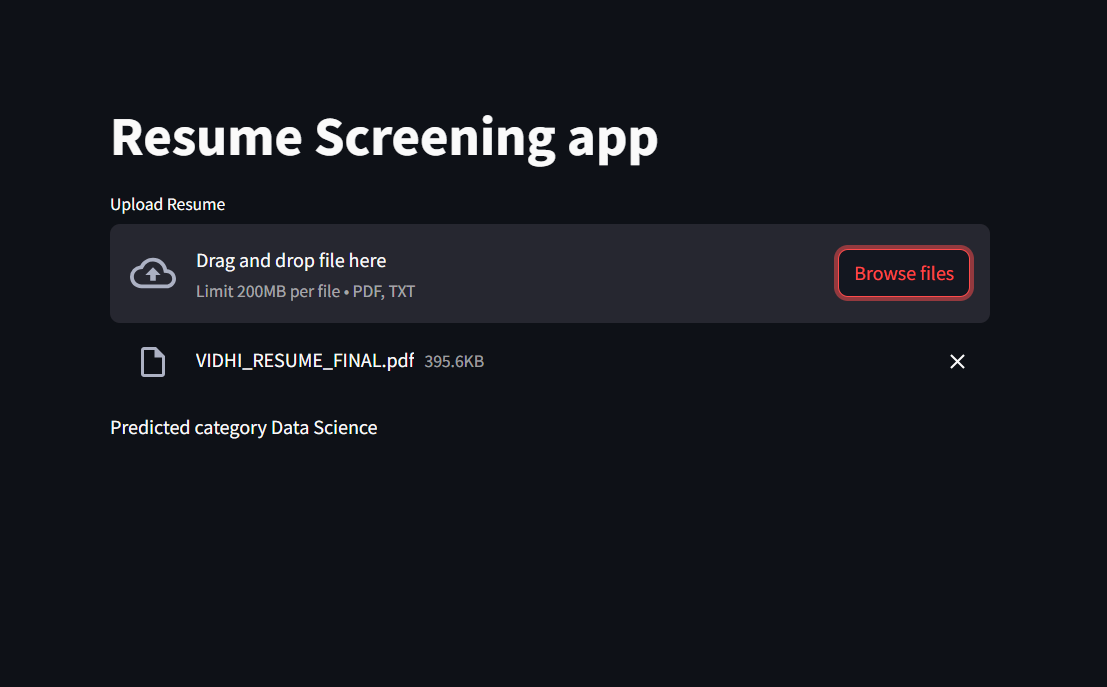 Resume Screening app
Upload Resume
Drag and drop file here
Limit 200MB per file • PDF, TXT
Browse files
VIDHI_RESUME_FINAL.pdf 395.6KB
Predicted category Data Science